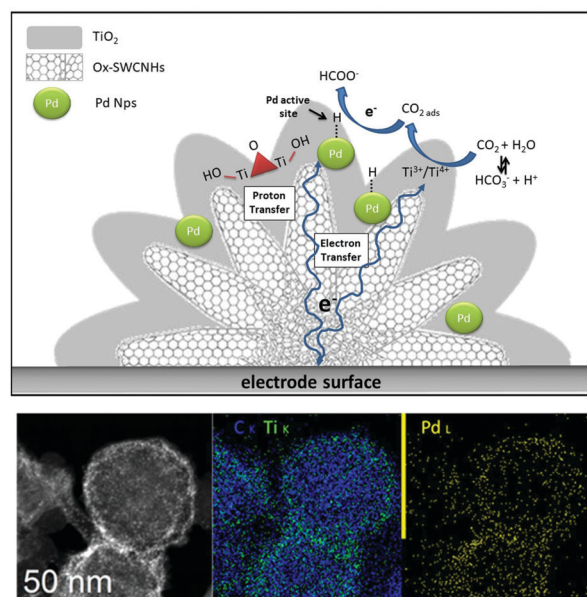 TiO2
Ox-SWCNHs
Pd
Pd Nps
HCOO-
Pd active
site
H
e-
CO2 ads
CO2 + H2O
HCO3- + H+
O
HO
Ti
Ti
OH
Pd
H
Ti3+/Ti4+
Proton
Transfer
Pd
Electron
Transfer
Pd
e-
Pd
electrode surface
C K Ti K
Pd L
50 nm